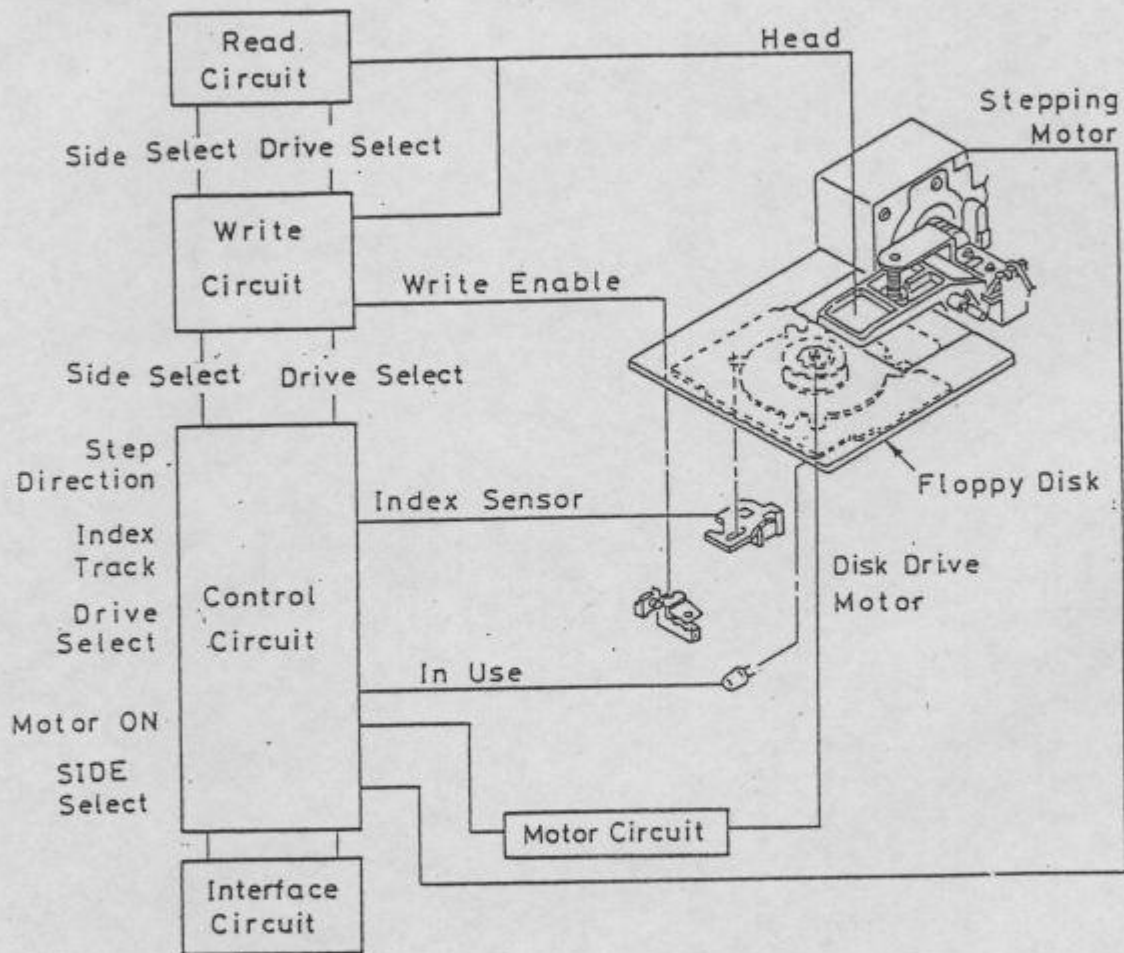 Read
Circuit
Head
Stepping
Motor
Side Select Drive Select
Write
Circuit
Write Enable
Side Select Drive Select
Floppy Disk
Step
Direction
Index Sensor
Index
Track
Disk Drive
Motor
Control
Circuit
Drive
Select
In Use
Motor ON
SIDE
Select
Motor Circuit
Interface
Circuit